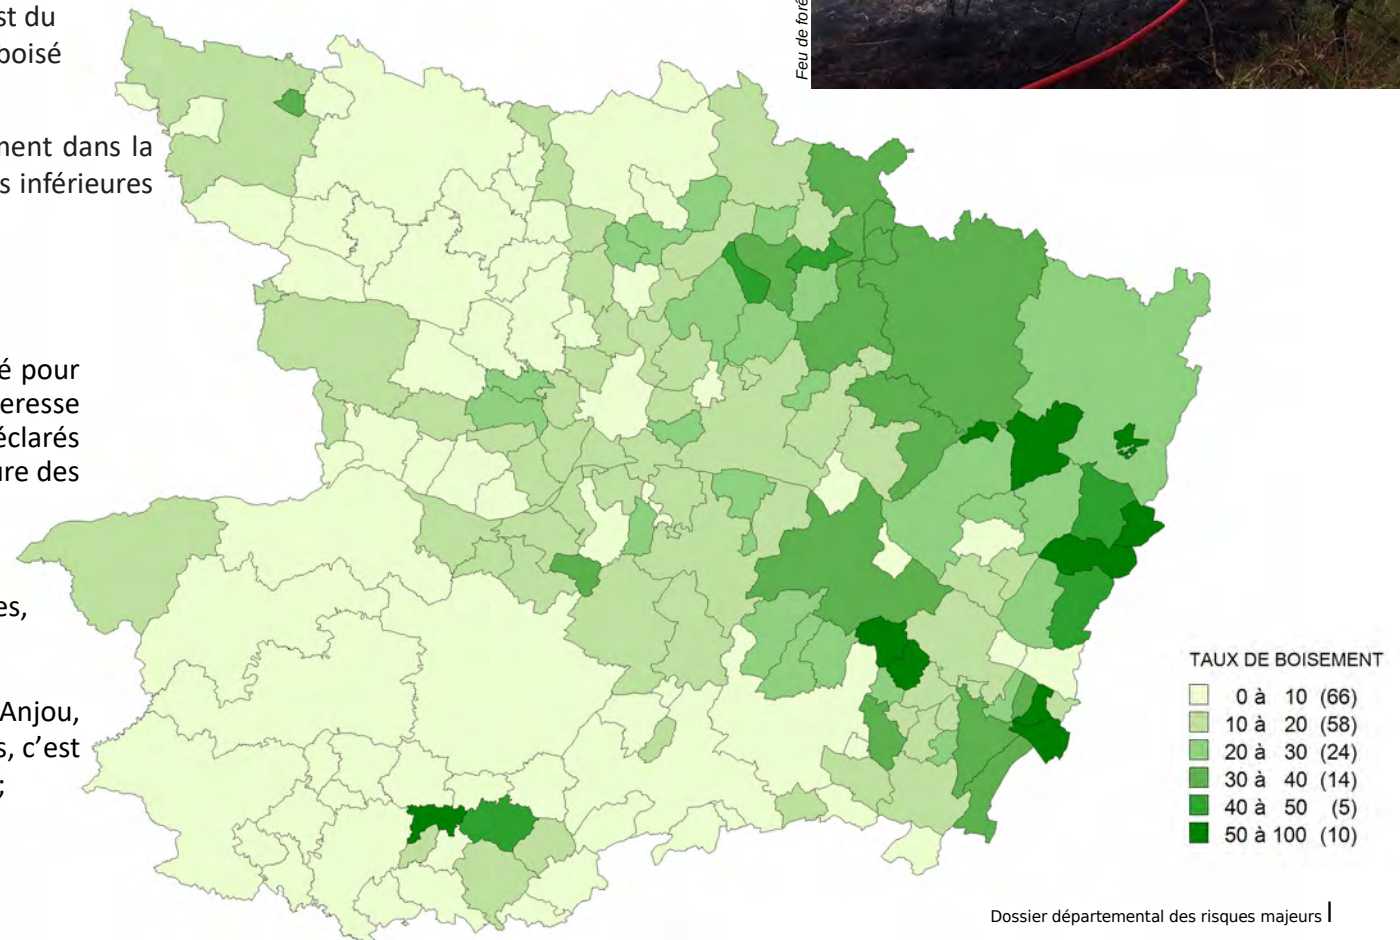 st du
boisé
ment dans la
s inférieures
é pour
eresse
éclarés
ure des
es,
Anjou,
s, c’est
;
Feu de foré
TAUX DE BOISEMENT
0 à 10 (66)
10 à 20 (58)
20 à 30 (24)
30 à 40 (14)
40 à 50 (5)
50 à 100 (10)
Dossier départemental des risques majeurs |